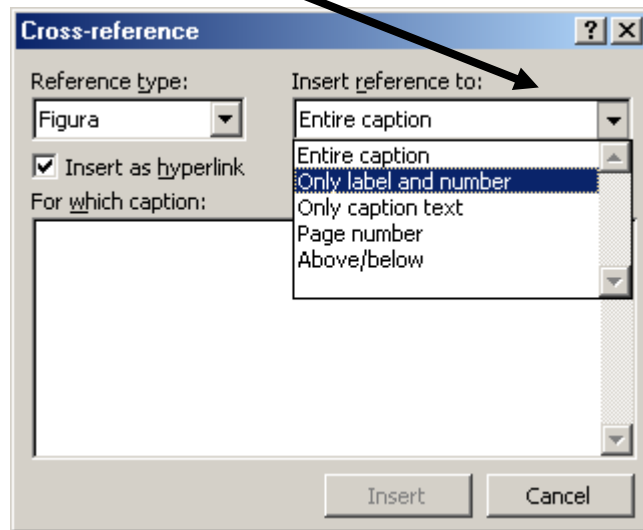 Cross-reference
Reference type:
Insert reference to:
Figura
Entire caption
Insert as hyperlink
Entire caption
Only label and number
Only caption text
Page number
Above/below
For which caption:
Insert
Cancel